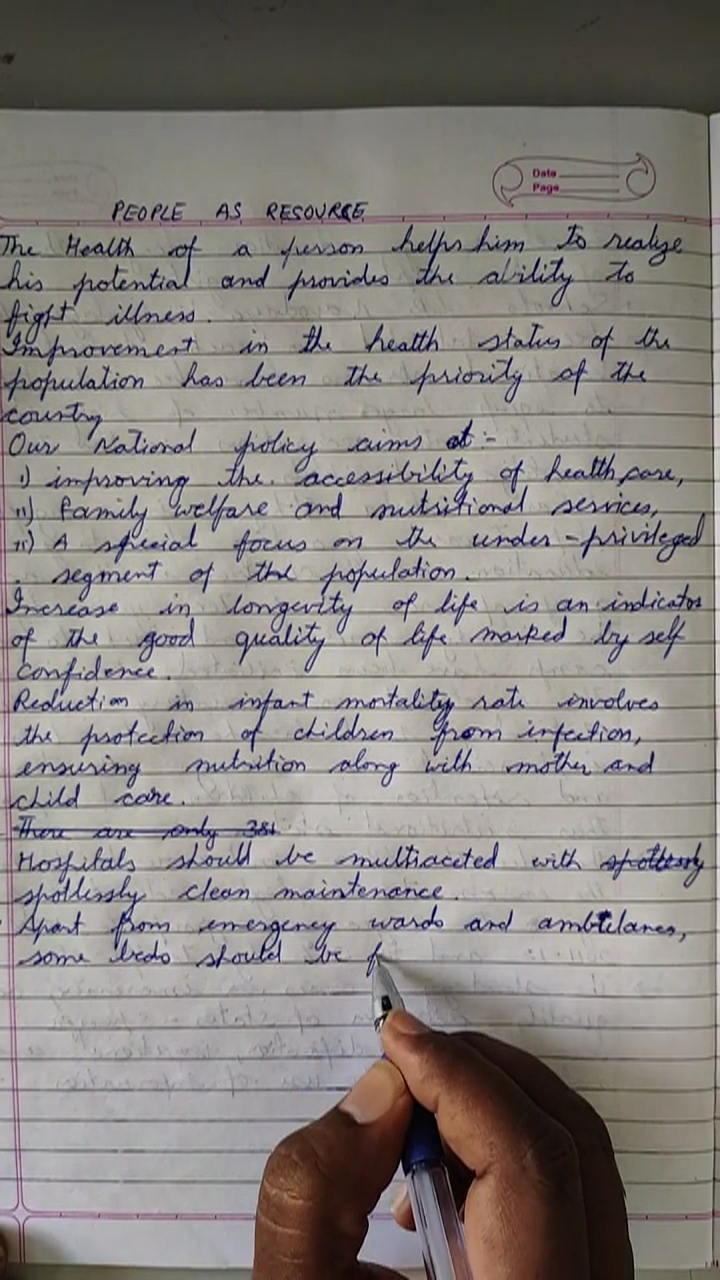 Date
Page
PEOPLE AS RESOURCE
The Health of a person helps him to realize
his potential and provides the ability to
fight illness.
Improvement in the health status of the
population has been the priority of the
country
Our National policy aims at :-
i) improving the accessibility of health care,
ii) Family welfare and nutritional services,
ii) A special focus on the under-privileged
segment of the population.
Increase in longevity of life is an indicator
of the good quality of life marked by self
confidence.
Reduction in infant mortality rate involves
the protection of children from infection,
ensuring nutrition along with mother and
child care.
There are only 381
Hospitals should be multiaceted with spotlessly
spotlessly clean maintenance.
Apart from emergency wards and ambulances,
some beds should be f